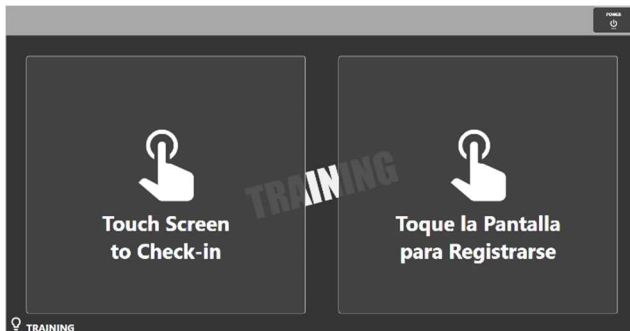 POWER
Touch Screen
to Check-in
TRAINING
Toque la Pantalla
para Registrarse
TRAINING